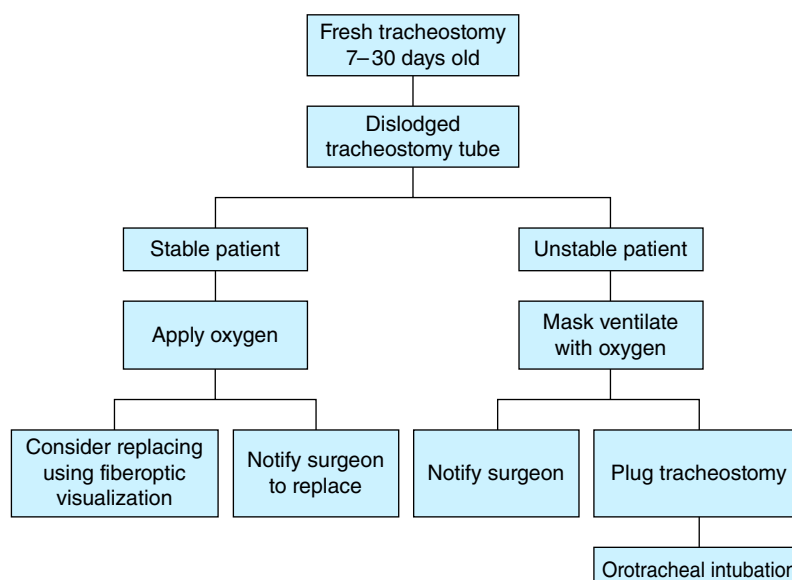 Fresh tracheostomy
7–30 days old
Dislodged
tracheostomy tube
Stable patient
Unstable patient
Apply oxygen
Mask ventilate
with oxygen
Consider replacing
using fiberoptic
visualization
Notify surgeon
to replace
Notify surgeon
Plug tracheostomy
Orotracheal intubation